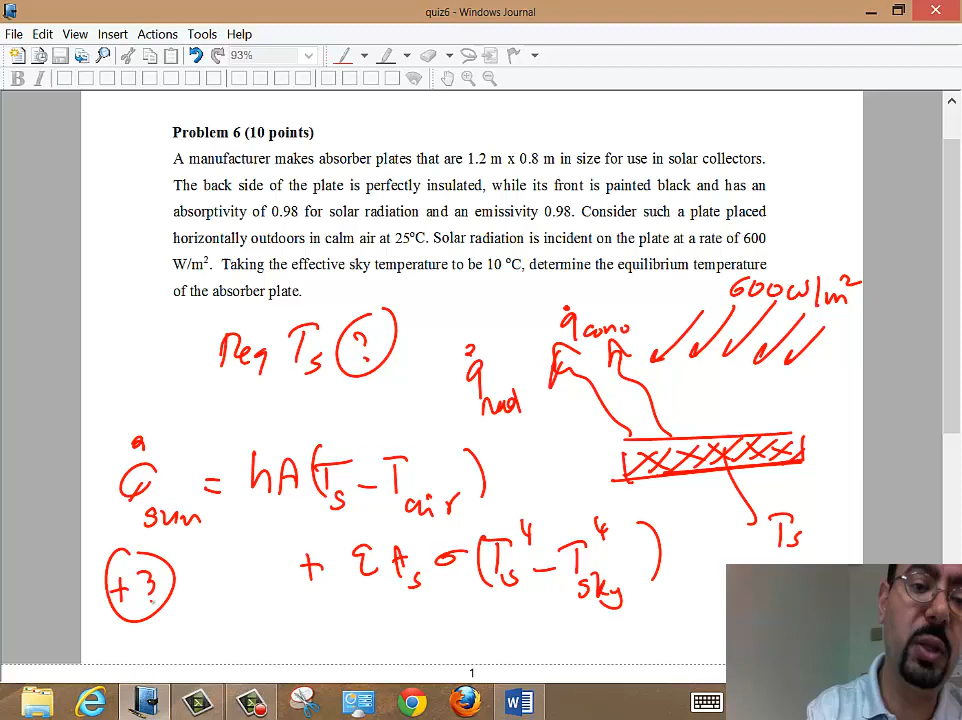 quiz6 - Windows Journal
File Edit View Insert Actions Tools Help
93%
B I
Problem 6 (10 points)
A manufacturer makes absorber plates that are 1.2 m x 0.8 m in size for use in solar collectors.
The back side of the plate is perfectly insulated, while its front is painted black and has an
absorptivity of 0.98 for solar radiation and an emissivity 0.98. Consider such a plate placed
horizontally outdoors in calm air at 25°C. Solar radiation is incident on the plate at a rate of 600
W/m². Taking the effective sky temperature to be 10 °C, determine the equilibrium temperature
of the absorber plate.
600W/m²
q̇ conv
Req Ts ?
q̇ rad
Q̇ sun = hA(Ts - Tair)
+ ε As σ (Ts⁴ - Tsky⁴)
Ts
+?
1